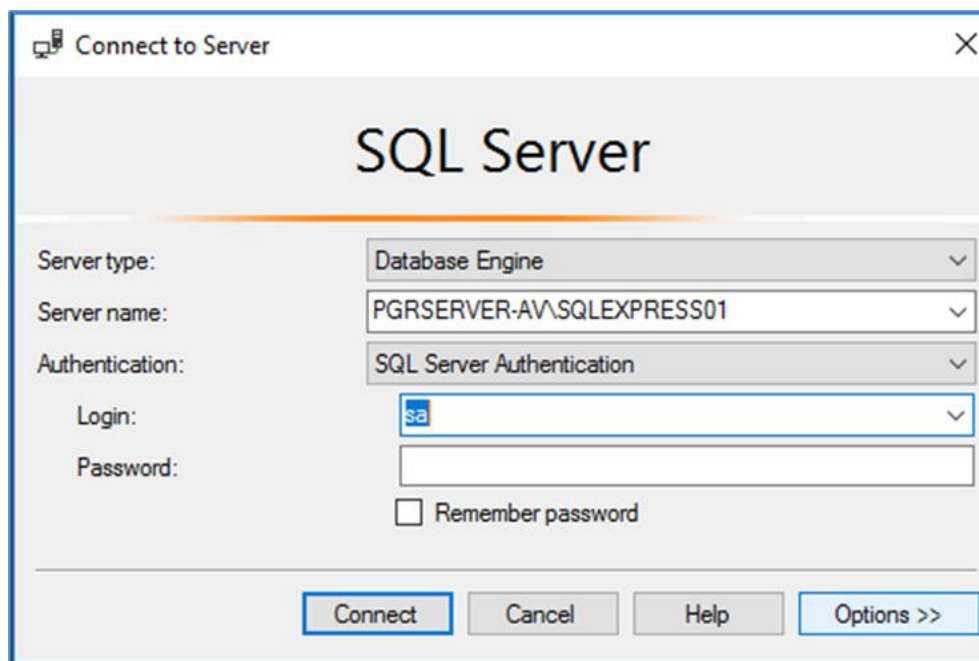 Connect to Server
SQL Server
Server type: Database Engine
Server name: PGRSERVER-AV\SQLEXPRESS01
Authentication: SQL Server Authentication
Login: sa
Password:
Remember password
Connect Cancel Help Options >>